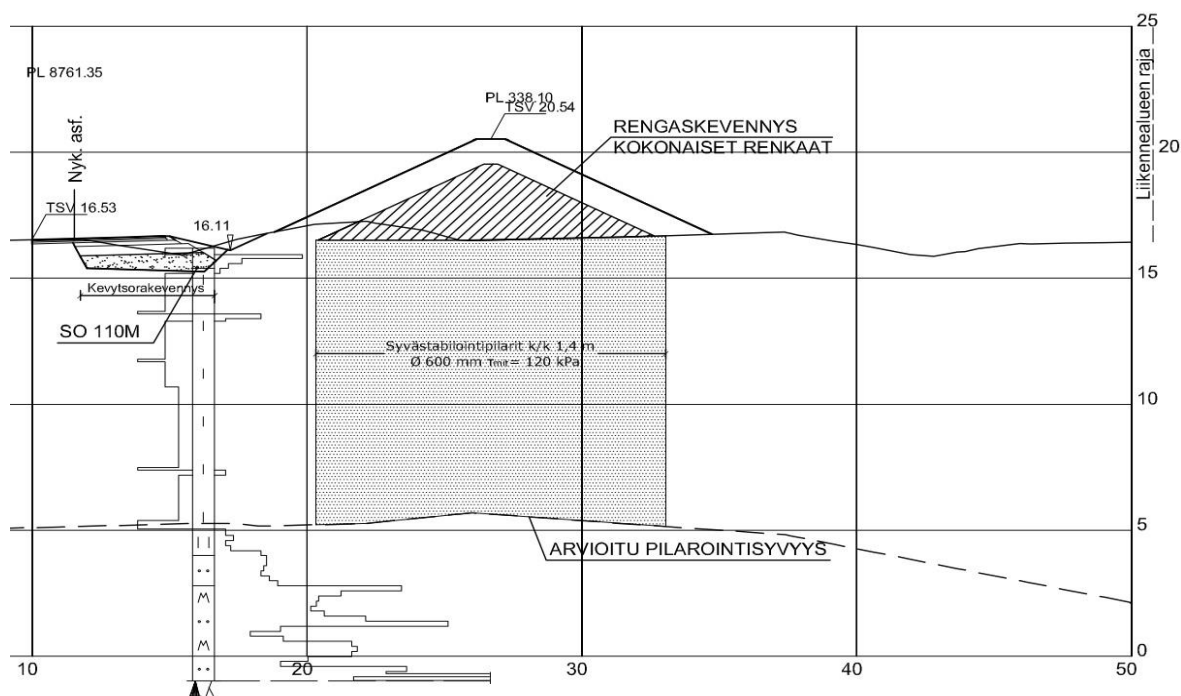 25
PL 8761.35
Liikennealueen raja
PL 338.10
TSV 20.54
Nyk. asf.
RENGASKEVENNYS
KOKONAISET RENKAAT
20
TSV 16.53
16.11
15
Kevytsorakevennys
SO 110M
Syvästabilointipilarit k/k 1,4 m
Ø 600 mm τmit= 120 kPa
10
5
ARVIOITU PILAROINTISYVYYS
0
10
20
30
40
50